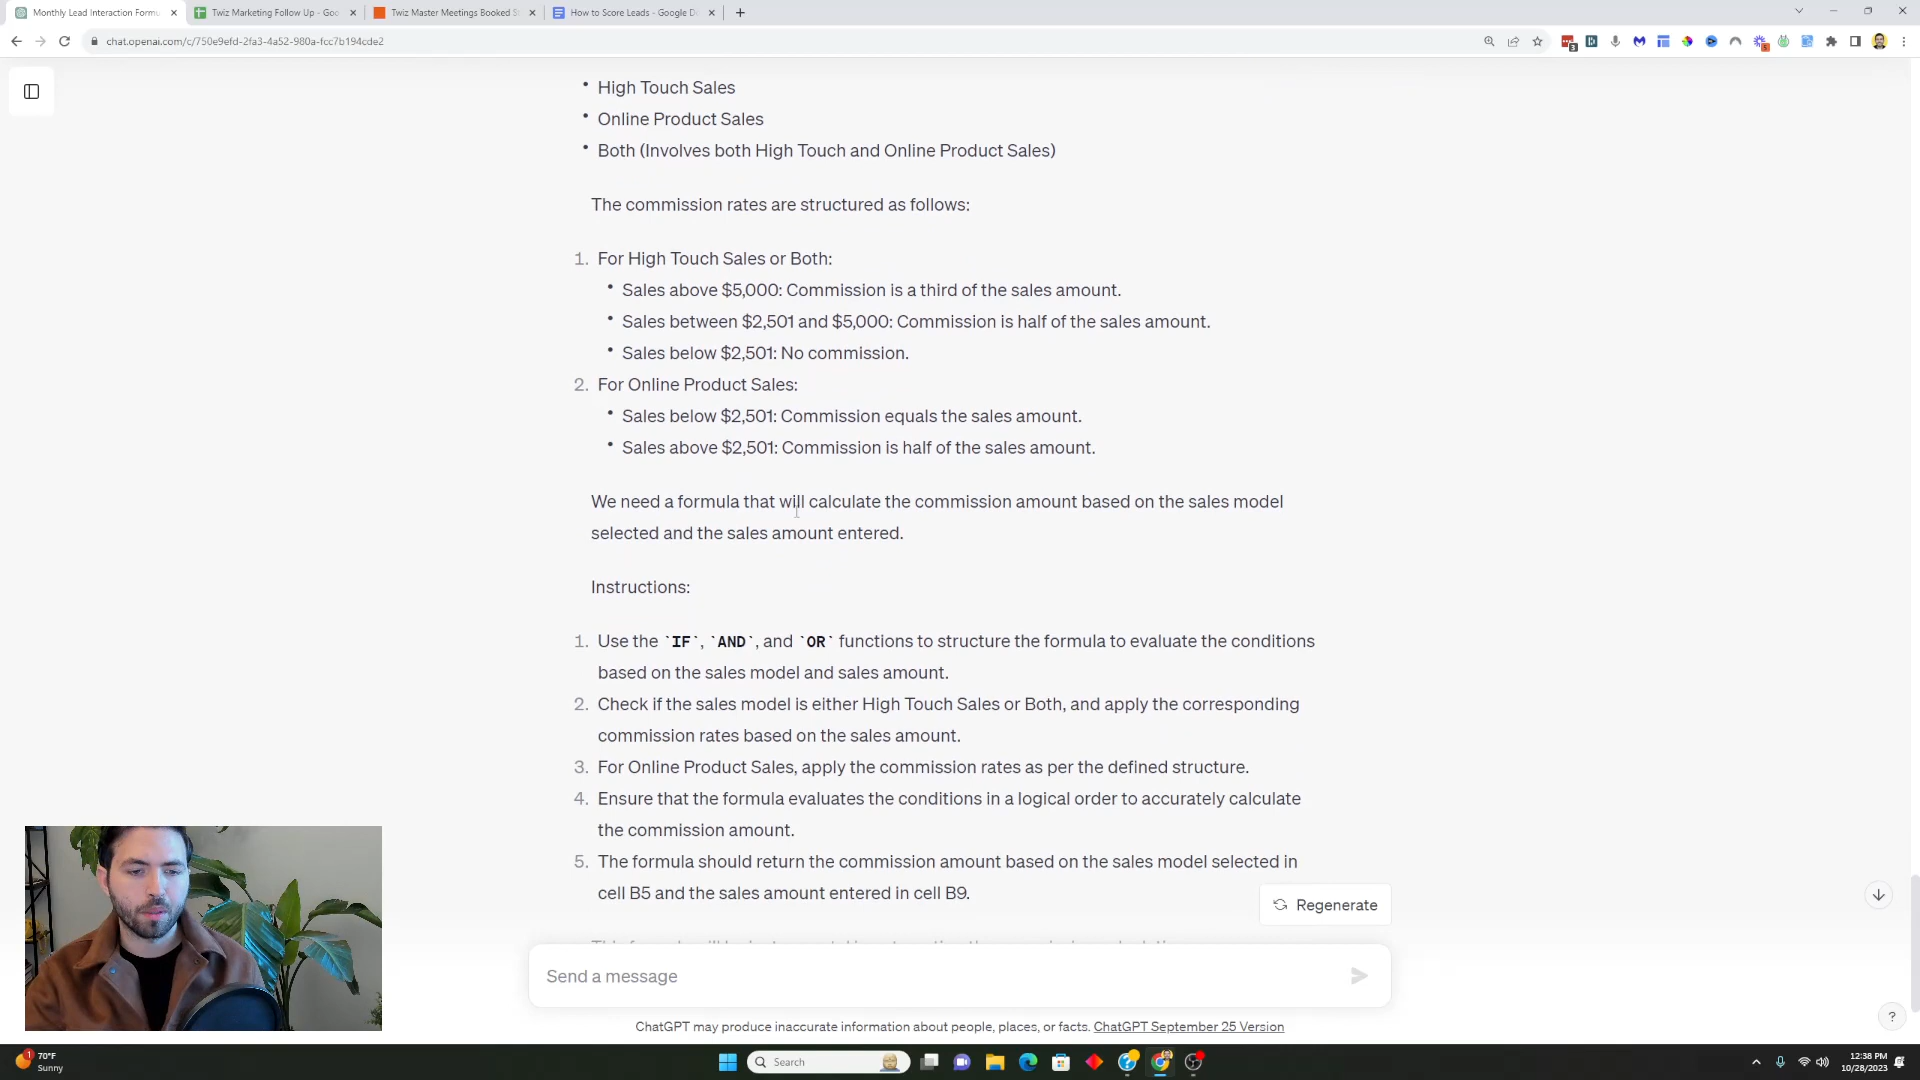 Monthly Lead Interaction Formu
Twiz Marketing Follow Up - Goo
Twiz Master Meetings Booked S
How to Score Leads - Google D
chat.openai.com/c/750e9efd-2fa3-4a52-980a-fcc7b194cde2
• High Touch Sales
• Online Product Sales
• Both (Involves both High Touch and Online Product Sales)
The commission rates are structured as follows:
1. For High Touch Sales or Both:
• Sales above $5,000: Commission is a third of the sales amount.
• Sales between $2,501 and $5,000: Commission is half of the sales amount.
• Sales below $2,501: No commission.
2. For Online Product Sales:
• Sales below $2,501: Commission equals the sales amount.
• Sales above $2,501: Commission is half of the sales amount.
We need a formula that will calculate the commission amount based on the sales model
selected and the sales amount entered.
Instructions:
1. Use the `IF`, `AND`, and `OR` functions to structure the formula to evaluate the conditions
based on the sales model and sales amount.
2. Check if the sales model is either High Touch Sales or Both, and apply the corresponding
commission rates based on the sales amount.
3. For Online Product Sales, apply the commission rates as per the defined structure.
4. Ensure that the formula evaluates the conditions in a logical order to accurately calculate
the commission amount.
5. The formula should return the commission amount based on the sales model selected in
cell B5 and the sales amount entered in cell B9.
Regenerate
Send a message
ChatGPT may produce inaccurate information about people, places, or facts. ChatGPT September 25 Version
?
70°F
Sunny
Search
12:38 PM
10/28/2023